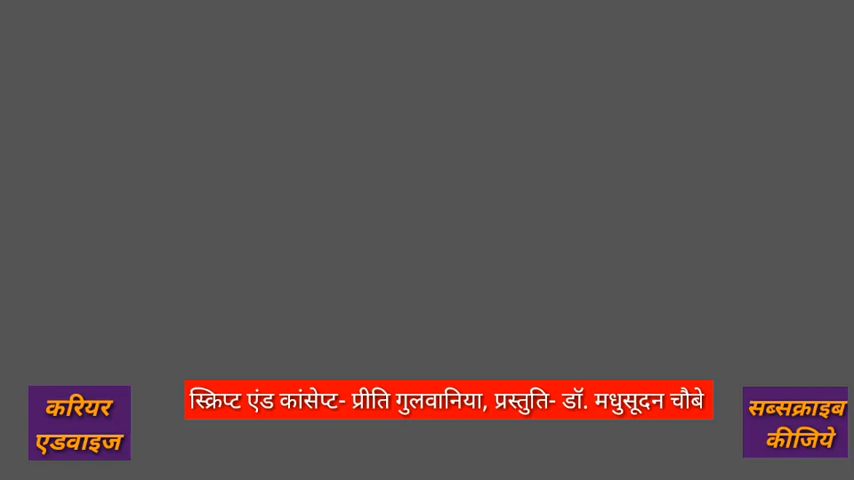 स्क्रिप्ट एंड कांसेप्ट- प्रीति गुलवानिया, प्रस्तुति- डॉ. मधुसूदन चौबे
करियर
एडवाइज
सब्सक्राइब
कीजिये